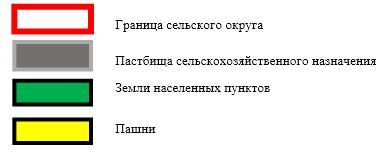 Граница сельского округа
Пастбища сельскохозяйственного назначения
Земли населенных пунктов
Пашни